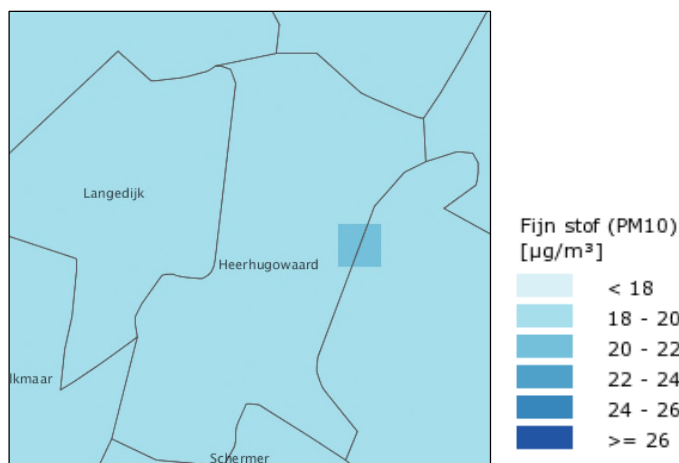 Langedijk
Heerhugowaard
lkmaar
Schermer
Fijn stof (PM10)
[µg/m³]
< 18
18 - 20
20 - 22
22 - 24
24 - 26
>= 26